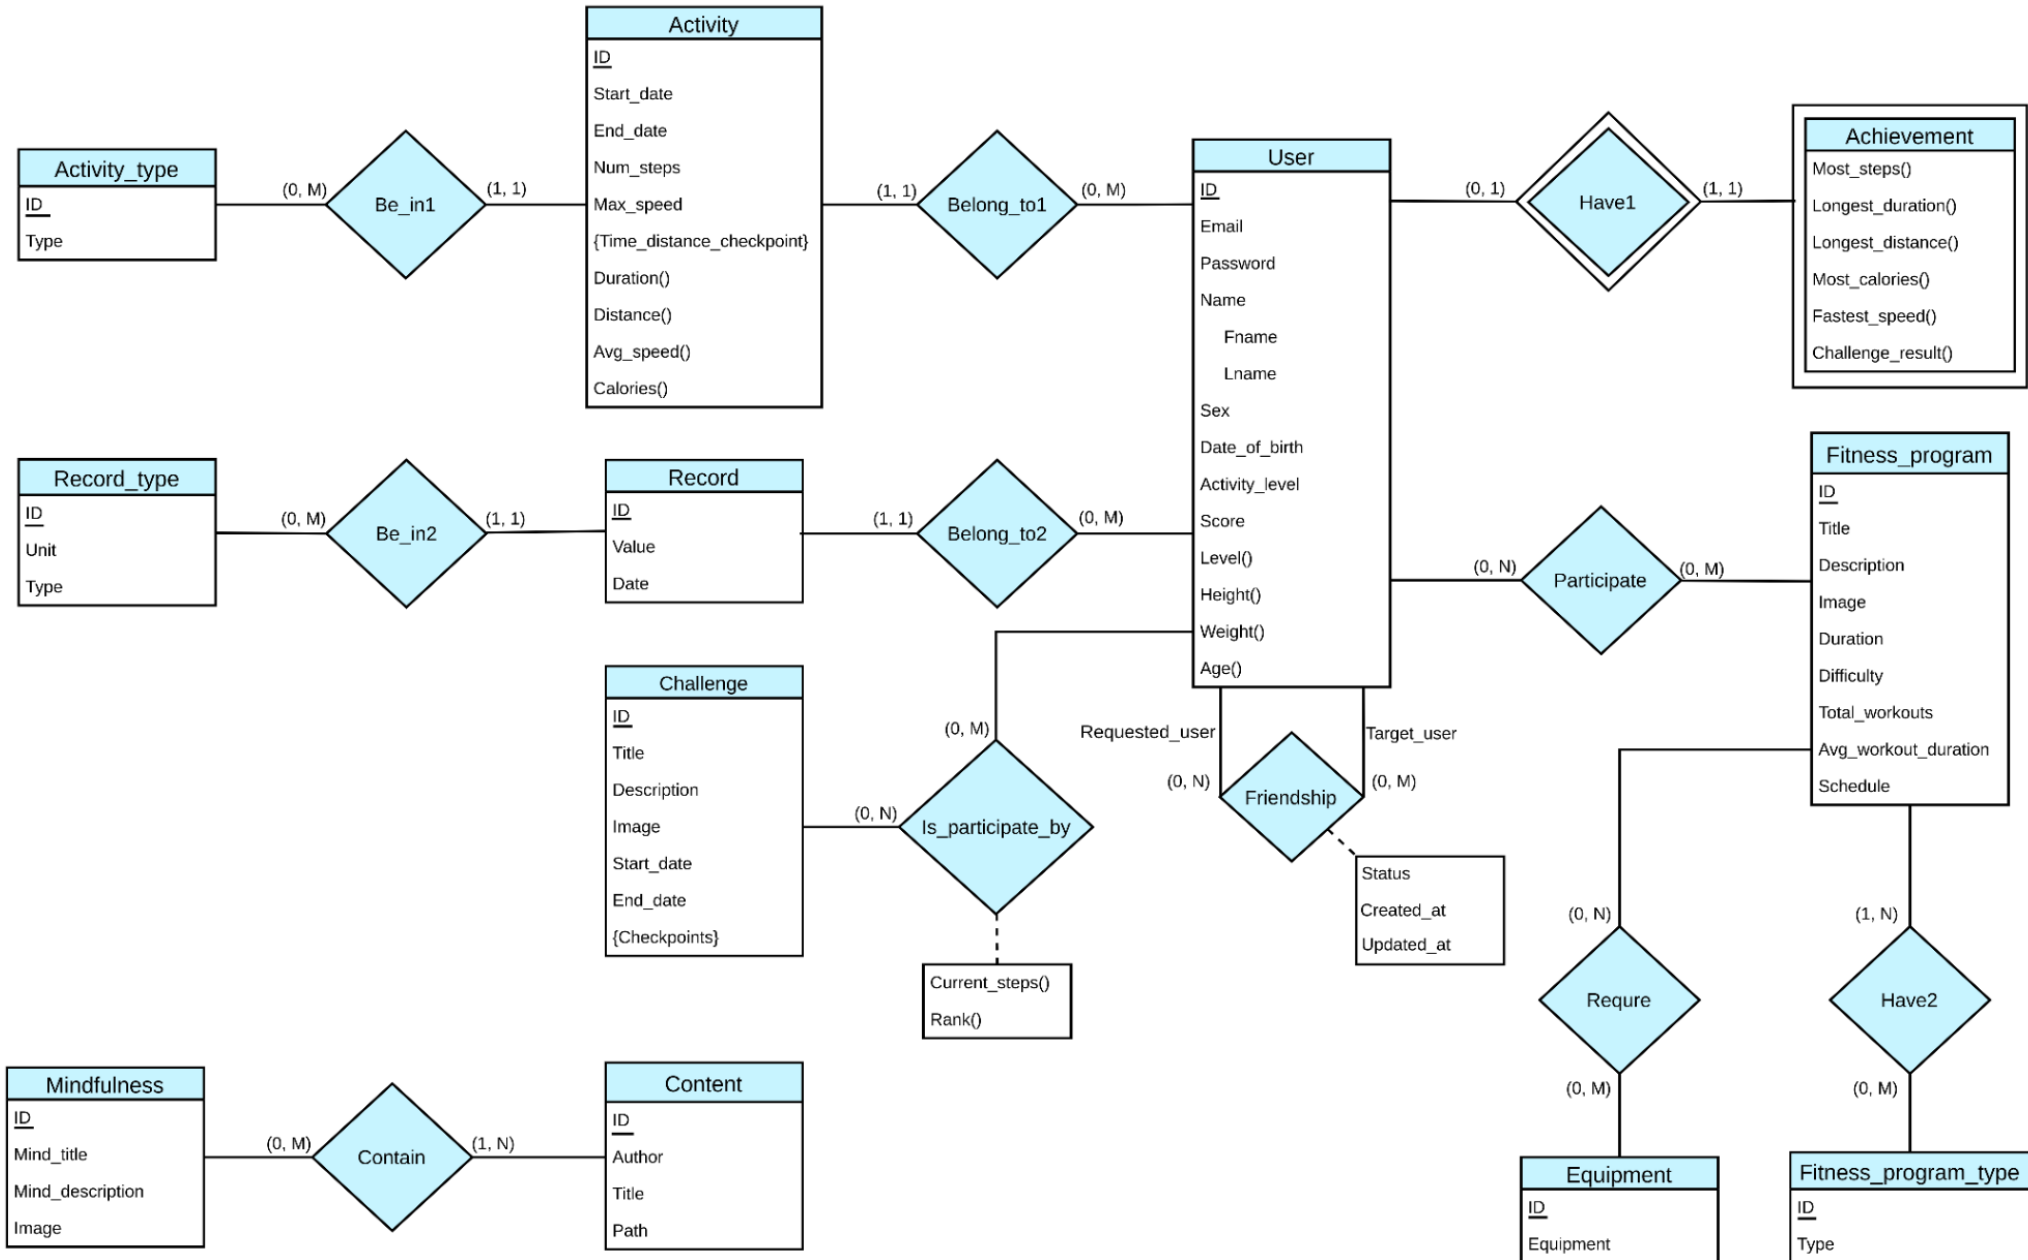 Activity
ID
Start_date
End_date
Num_steps
Max_speed
{Time_distance_checkpoint}
Duration()
Distance()
Avg_speed()
Calories()
Activity_type
ID
Type
(0, M)
Be_in1
(1, 1)
(1, 1)
Belong_to1
(0, M)
User
ID
Email
Password
Name
Fname
Lname
Sex
Date_of_birth
Activity_level
Score
Level()
Height()
Weight()
Age()
(0, 1)
Have1
(1, 1)
Achievement
Most_steps()
Longest_duration()
Longest_distance()
Most_calories()
Fastest_speed()
Challenge_result()
Record_type
ID
Unit
Type
(0, M)
Be_in2
(1, 1)
Record
ID
Value
Date
(1, 1)
Belong_to2
(0, M)
(0, N)
Participate
(0, M)
Fitness_program
ID
Title
Description
Image
Duration
Difficulty
Total_workouts
Avg_workout_duration
Schedule
Challenge
ID
Title
Description
Image
Start_date
End_date
{Checkpoints}
(0, N)
(0, M)
Is_participate_by
Current_steps()
Rank()
Requested_user
Target_user
(0, N)
Friendship
(0, M)
Status
Created_at
Updated_at
(0, N)
Requre
(0, M)
(1, N)
Have2
(0, M)
Mindfulness
ID
Mind_title
Mind_description
Image
(0, M)
Contain
(1, N)
Content
ID
Author
Title
Path
Equipment
ID
Equipment
Fitness_program_type
ID
Type